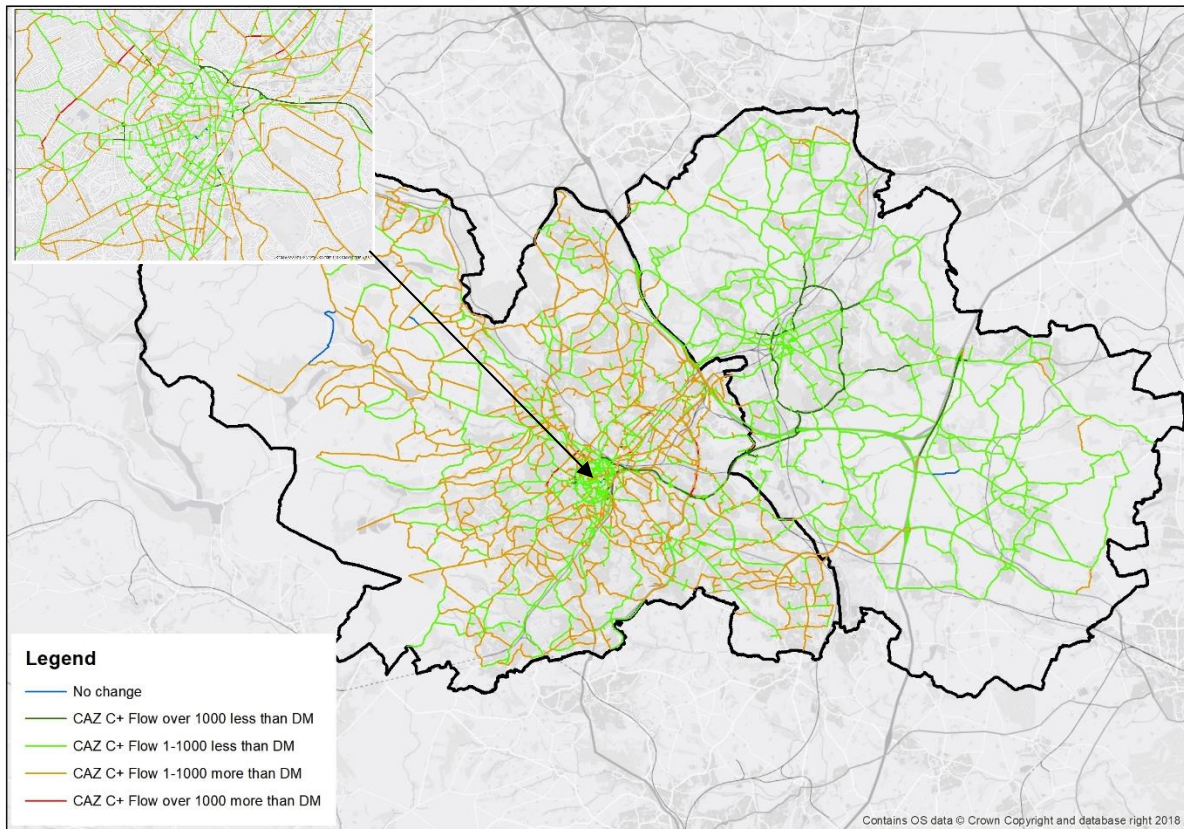 Legend
No change
CAZ C+ Flow over 1000 less than DM
CAZ C+ Flow 1-1000 less than DM
CAZ C+ Flow 1-1000 more than DM
CAZ C+ Flow over 1000 more than DM
Contains OS data © Crown Copyright and database right 2018